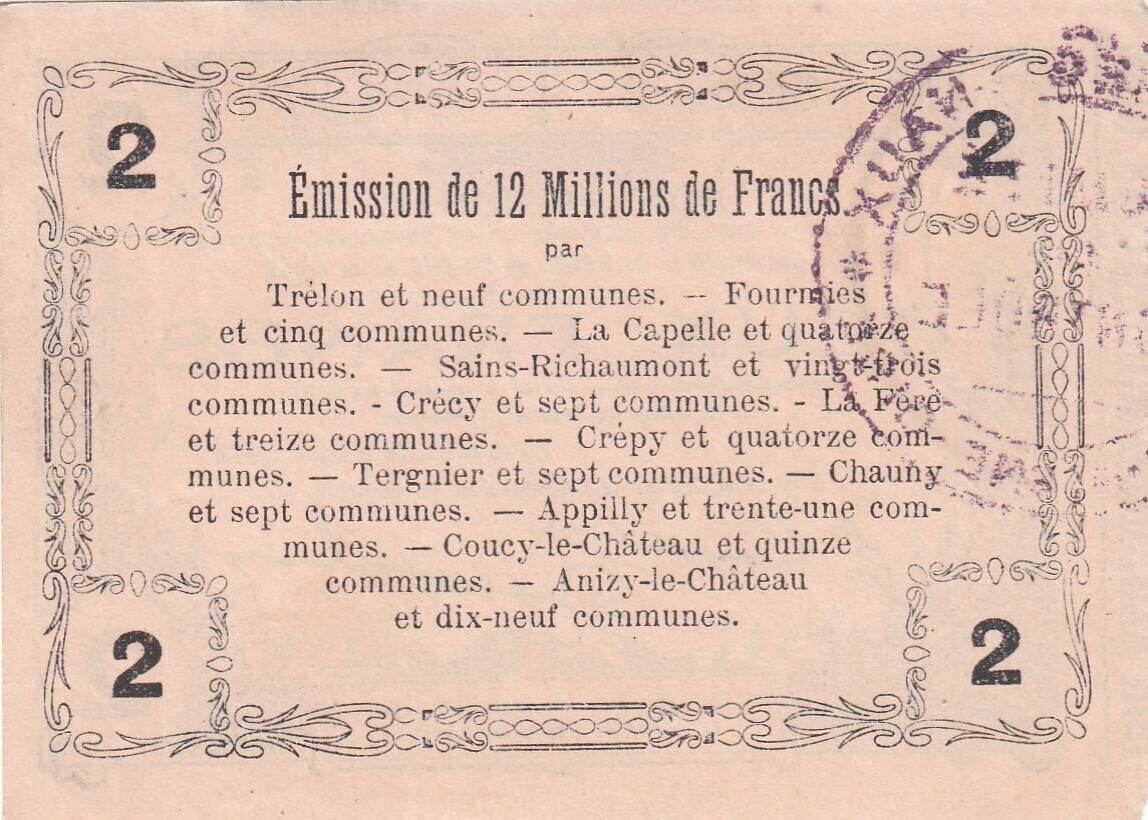 2
2
Émission de 12 Millions de Francs
par
Trélon et neuf communes. — Fourmies
et cinq communes. — La Capelle et quatorze
communes. — Sains-Richaumont et vingt-trois
communes. - Crécy et sept communes. - La Fère
et treize communes. — Crépy et quatorze com-
munes. — Tergnier et sept communes. — Chauny
et sept communes. — Appilly et trente-une com-
munes. — Coucy-le-Château et quinze
communes. — Anizy-le-Château
et dix-neuf communes.
2
2